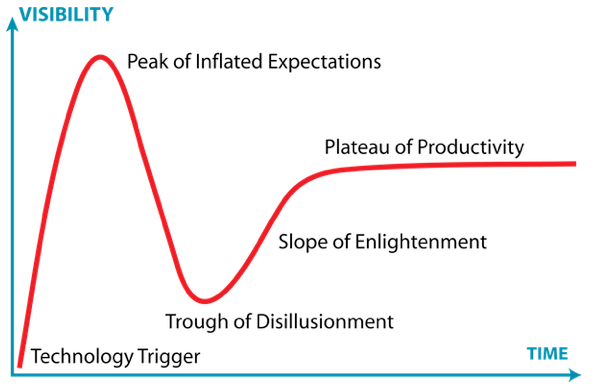 VISIBILITY
Peak of Inflated Expectations
Plateau of Productivity
Slope of Enlightenment
Trough of Disillusionment
Technology Trigger
TIME